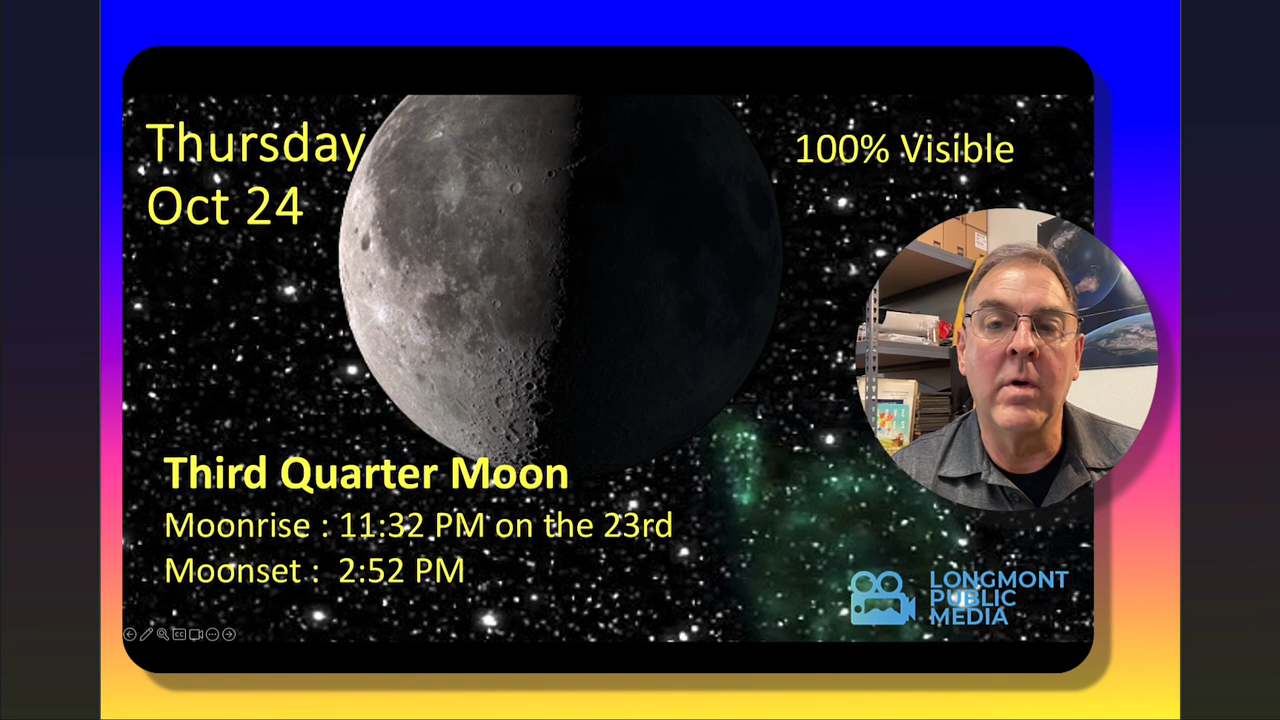 Thursday
Oct 24
100% Visible
Third Quarter Moon
Moonrise : 11:32 PM on the 23rd
Moonset : 2:52 PM
LONGMONT
PUBLIC
MEDIA